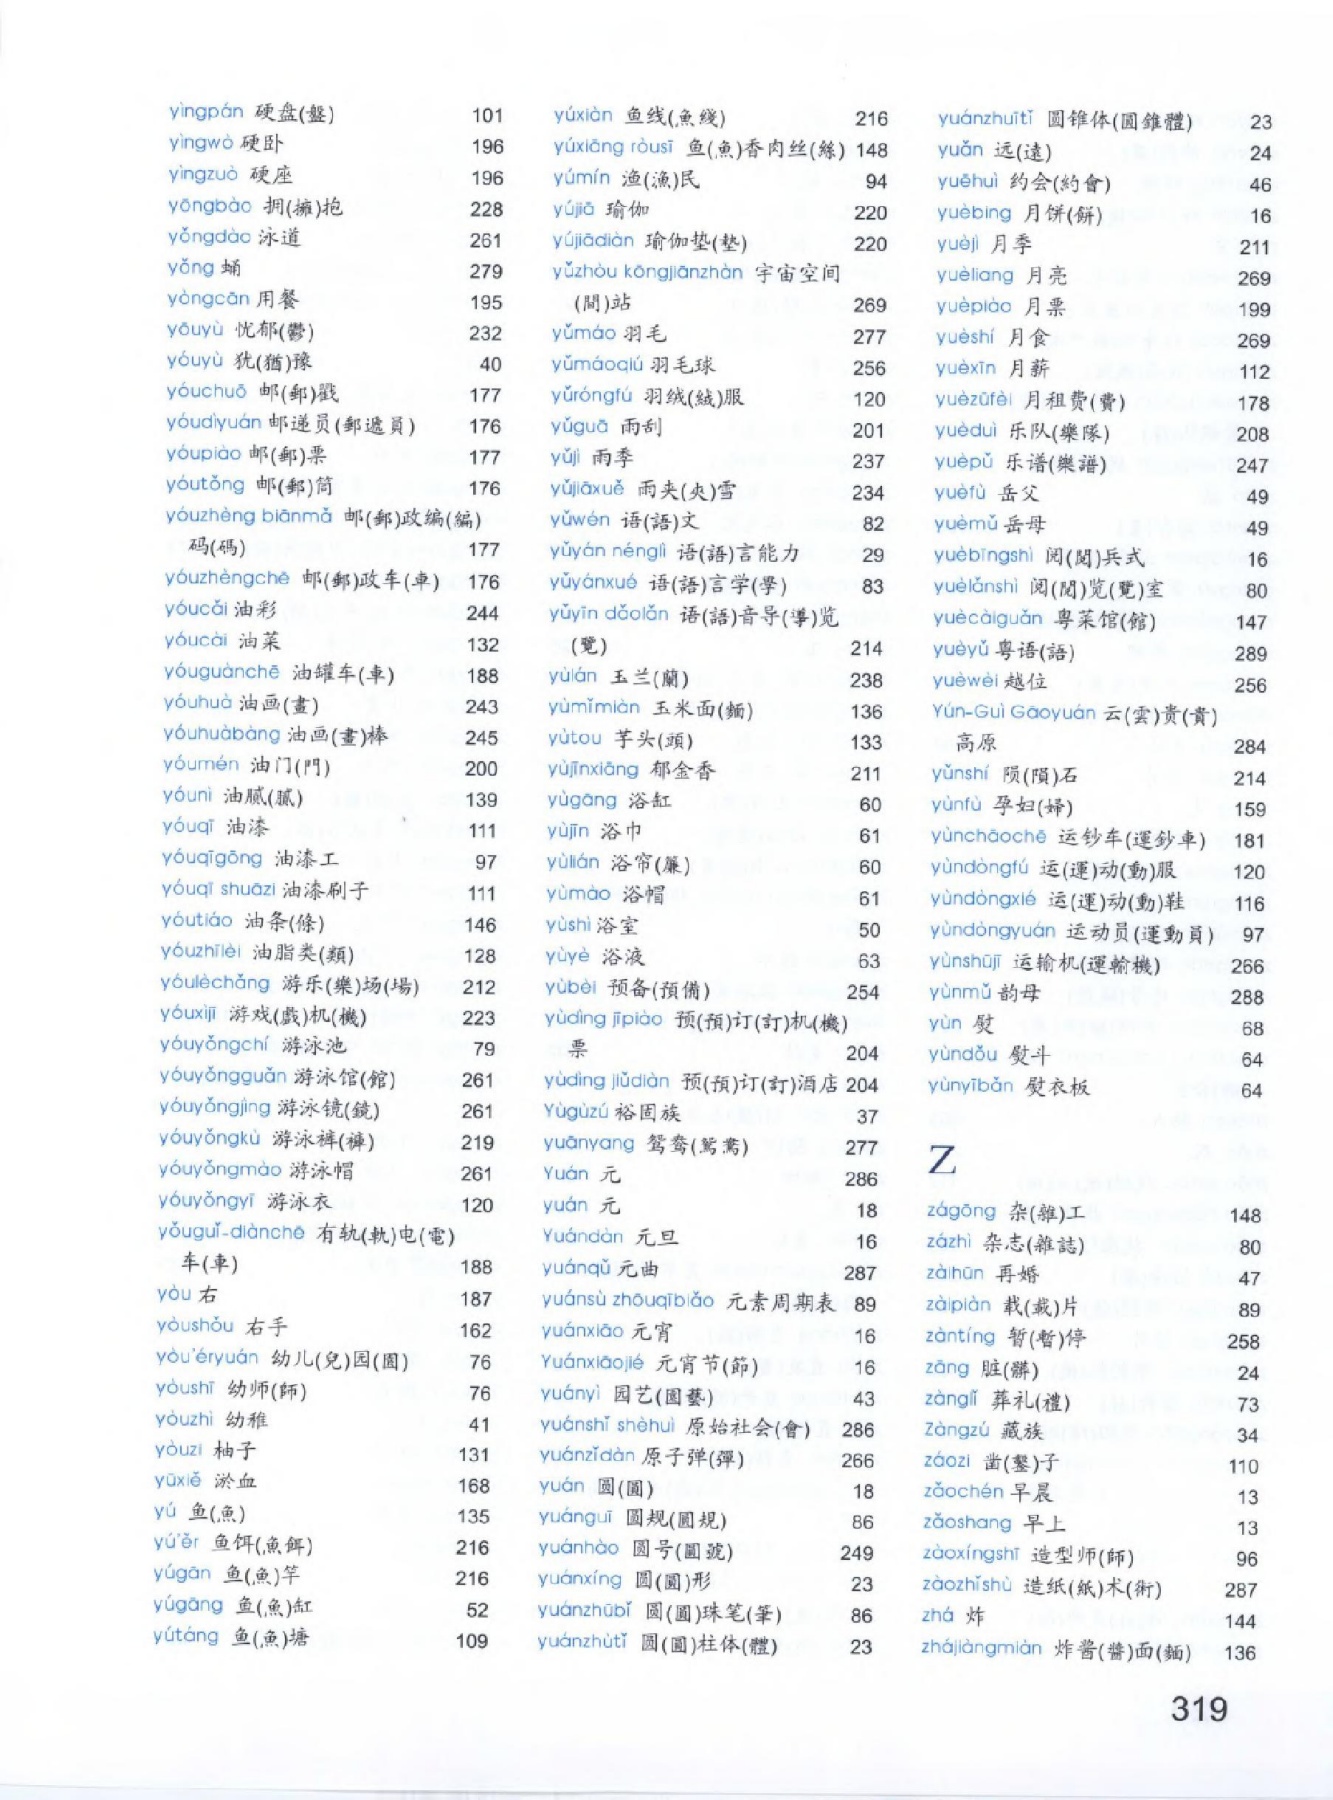 yìngpán 硬盘(盤) 101
yìngwò 硬卧 196
yìngzuò 硬座 196
yōngbào 拥(擁)抱 228
yǒngdào 泳道 261
yǒng 蛹 279
yòngcān 用餐 195
yōuyù 忧郁(鬱) 232
yóuyù 犹(猶)豫 40
yóuchuō 邮(郵)戳 177
yóudìyuán 邮递员(郵遞員) 176
yóupiào 邮(郵)票 177
yóutǒng 邮(郵)筒 176
yóuzhèng biānmǎ 邮(郵)政编(編)
码(碼) 177
yóuzhèngchē 邮(郵)政车(車) 176
yóucǎi 油彩 244
yóucài 油菜 132
yóuguànchē 油罐车(車) 188
yóuhuà 油画(畫) 243
yóuhuàbàng 油画(畫)棒 245
yóumén 油门(門) 200
yóunì 油腻(膩) 139
yóuqī 油漆 111
yóuqīgōng 油漆工 97
yóuqī shuāzi 油漆刷子 111
yóutiáo 油条(條) 146
yóuzhīlèi 油脂类(類) 128
yóulèchǎng 游乐(樂)场(場) 212
yóuxìjī 游戏(戲)机(機) 223
yóuyǒngchí 游泳池 79
yóuyǒngguǎn 游泳馆(館) 261
yóuyǒngjìng 游泳镜(鏡) 261
yóuyǒngkù 游泳裤(褲) 219
yóuyǒngmào 游泳帽 261
yóuyǒngyī 游泳衣 120
yǒuguǐ-diànchē 有轨(軌)电(電)
车(車) 188
yòu 右 187
yòushǒu 右手 162
yòu'éryuán 幼儿(兒)园(園) 76
yòushī 幼师(師) 76
yòuzhì 幼稚 41
yòuzi 柚子 131
yūxiě 淤血 168
yú 鱼(魚) 135
yú'ěr 鱼饵(魚餌) 216
yúgān 鱼(魚)竿 216
yúgāng 鱼(魚)缸 52
yútáng 鱼(魚)塘 109
yúxiàn 鱼线(魚綫) 216
yúxiāng ròusī 鱼(魚)香肉丝(絲) 148
yúmín 渔(漁)民 94
yújiā 瑜伽 220
yújiādiàn 瑜伽垫(墊) 220
yǔzhòu kōngjiānzhàn 宇宙空间
(間)站 269
yǔmáo 羽毛 277
yǔmáoqiú 羽毛球 256
yǔróngfú 羽绒(絨)服 120
yǔguā 雨刮 201
yǔjì 雨季 237
yǔjiāxuě 雨夹(夾)雪 234
yǔwén 语(語)文 82
yǔyán nénglì 语(語)言能力 29
yǔyánxué 语(語)言学(學) 83
yǔyīn dǎolǎn 语(語)音导(導)览
(覽) 214
yùlán 玉兰(蘭) 238
yùmǐmiàn 玉米面(麵) 136
yùtou 芋头(頭) 133
yùjīnxiāng 郁金香 211
yùgāng 浴缸 60
yùjīn 浴巾 61
yùlián 浴帘(簾) 60
yùmào 浴帽 61
yùshì 浴室 50
yùyè 浴液 63
yùbèi 预备(預備) 254
yùdìng jīpiào 预(預)订(訂)机(機)
票 204
yùdìng jiǔdiàn 预(預)订(訂)酒店 204
Yùgùzú 裕固族 37
yuānyang 鸳鸯(鴛鴦) 277
Yuán 元 286
yuán 元 18
Yuándàn 元旦 16
yuánqǔ 元曲 287
yuánsù zhōuqībiǎo 元素周期表 89
yuánxiāo 元宵 16
Yuánxiāojié 元宵节(節) 16
yuányì 园艺(園藝) 43
yuánshǐ shèhuì 原始社会(會) 286
yuánzǐdàn 原子弹(彈) 266
yuán 圆(圓) 18
yuánguī 圆规(圓規) 86
yuánhào 圆号(圓號) 249
yuánxíng 圆(圓)形 23
yuánzhūbǐ 圆(圓)珠笔(筆) 86
yuánzhùtǐ 圆(圓)柱体(體) 23
yuánzhuītǐ 圆锥体(圓錐體) 23
yuǎn 远(遠) 24
yuēhuì 约会(約會) 46
yuèbing 月饼(餅) 16
yuèjì 月季 211
yuèliang 月亮 269
yuèpiào 月票 199
yuèshí 月食 269
yuèxīn 月薪 112
yuèzūfèi 月租费(費) 178
yuèduì 乐队(樂隊) 208
yuèpǔ 乐谱(樂譜) 247
yuèfù 岳父 49
yuèmǔ 岳母 49
yuèbīngshì 阅(閱)兵式 16
yuèlǎnshì 阅(閱)览(覽)室 80
yuècàiguǎn 粤菜馆(館) 147
yuèyǔ 粤语(語) 289
yuèwèi 越位 256
Yún-Guì Gāoyuán 云(雲)贵(貴)
高原 284
yǔnshí 陨(隕)石 214
yùnfù 孕妇(婦) 159
yùnchāochē 运钞车(運鈔車) 181
yùndòngfú 运(運)动(動)服 120
yùndòngxié 运(運)动(動)鞋 116
yùndòngyuán 运动员(運動員) 97
yùnshūjī 运输机(運輸機) 266
yùnmǔ 韵母 288
yùn 熨 68
yùndǒu 熨斗 64
yùnyībǎn 熨衣板 64
Z
zágōng 杂(雜)工 148
zázhì 杂志(雜誌) 80
zàihūn 再婚 47
zàipiàn 载(載)片 89
zàntíng 暂(暫)停 258
zāng 脏(髒) 24
zànglǐ 葬礼(禮) 73
Zàngzú 藏族 34
záozi 凿(鑿)子 110
zǎochén 早晨 13
zǎoshang 早上 13
zàoxíngshī 造型师(師) 96
zàozhǐshù 造纸(紙)术(術) 287
zhá 炸 144
zhájiàngmiàn 炸酱(醬)面(麵) 136
319